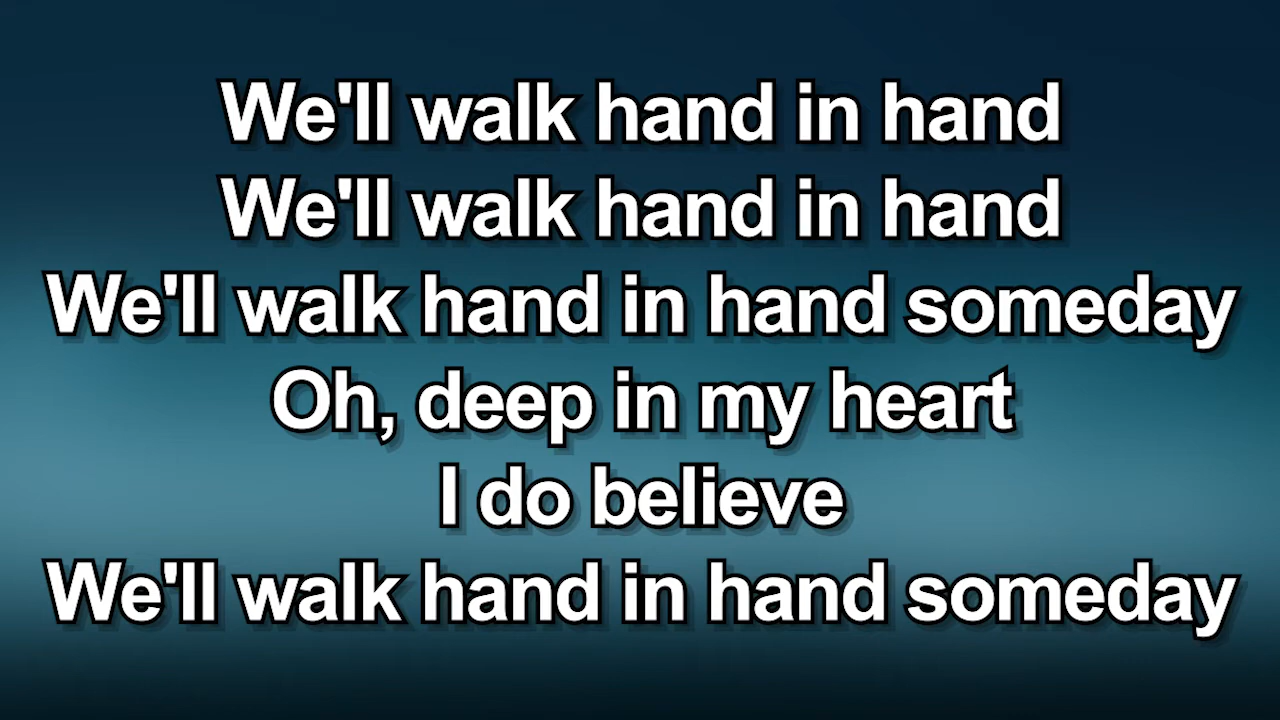 We'll walk hand in hand
We'll walk hand in hand
We'll walk hand in hand someday
Oh, deep in my heart
I do believe
We'll walk hand in hand someday